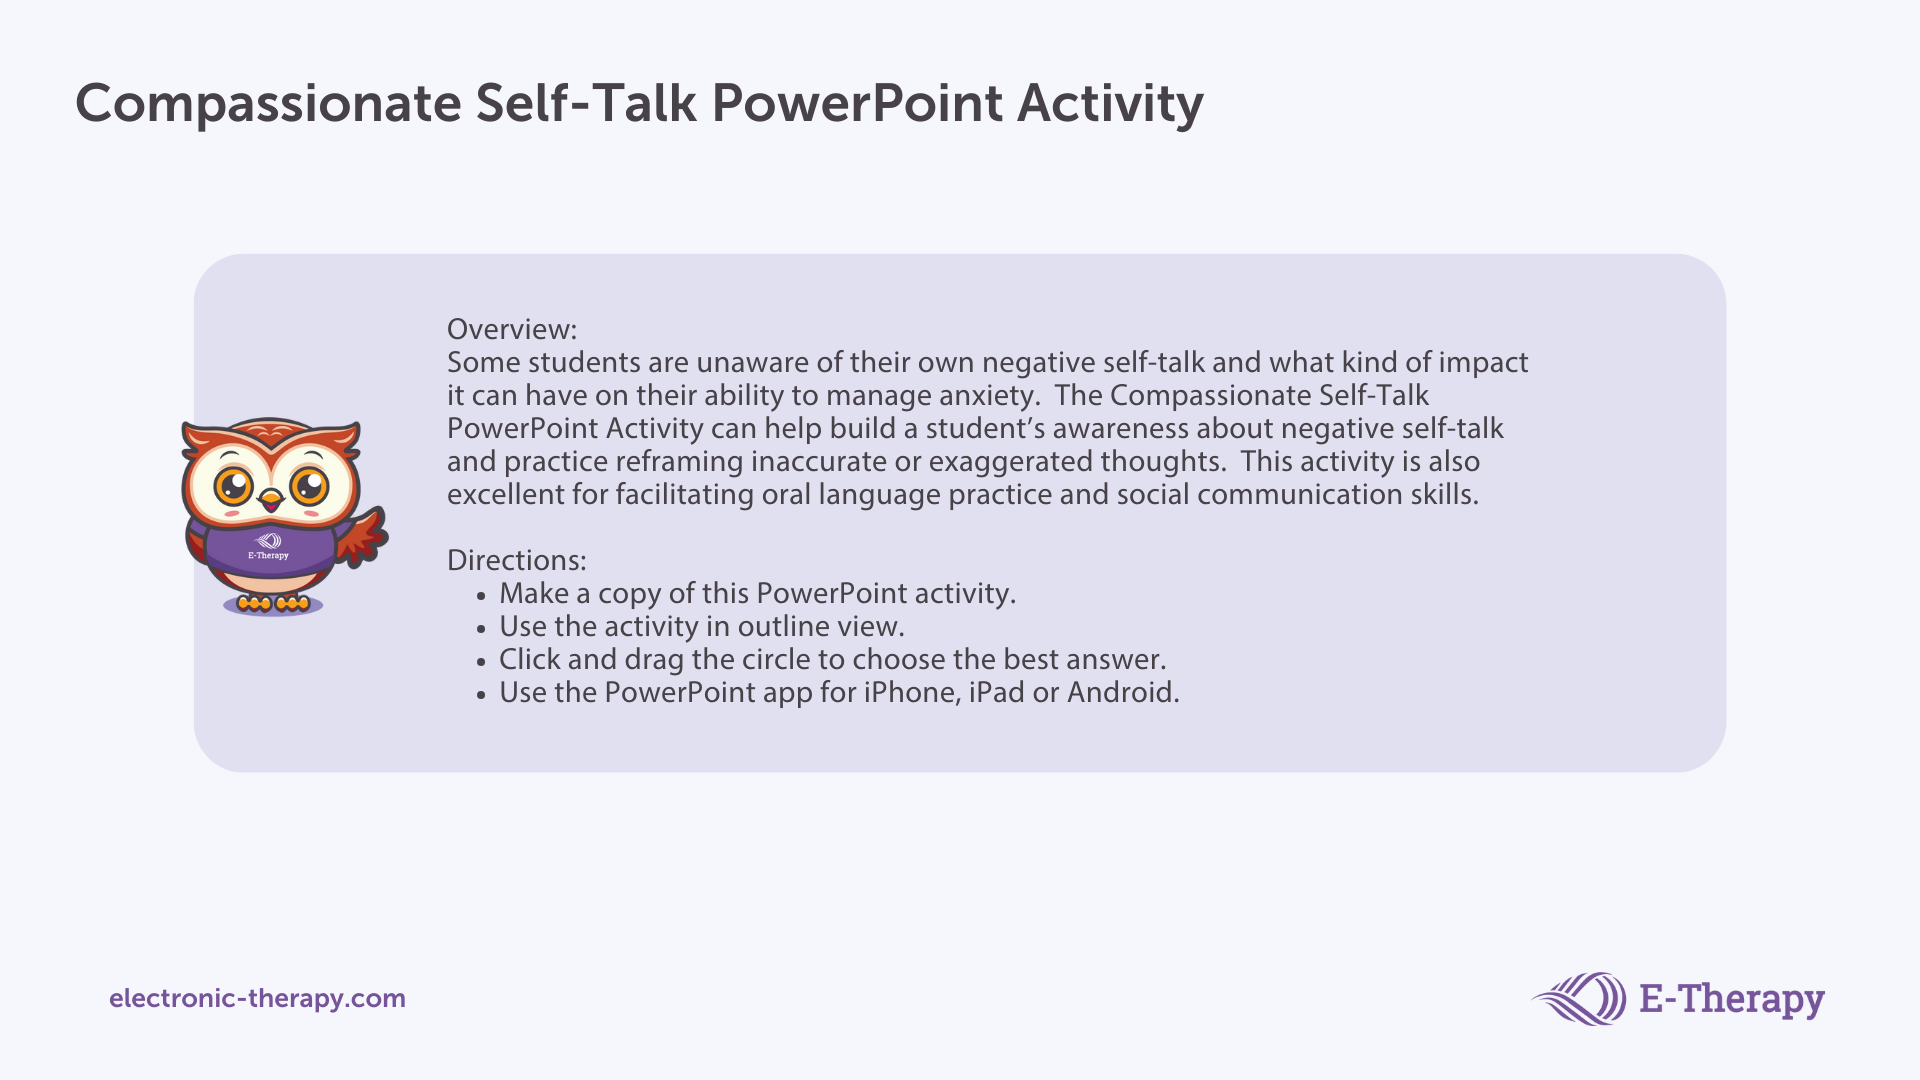 Compassionate Self-Talk PowerPoint Activity
Overview:
Some students are unaware of their own negative self-talk and what kind of impact
it can have on their ability to manage anxiety.  The Compassionate Self-Talk
PowerPoint Activity can help build a student’s awareness about negative self-talk
and practice reframing inaccurate or exaggerated thoughts.  This activity is also
excellent for facilitating oral language practice and social communication skills.
Directions:
• Make a copy of this PowerPoint activity.
• Use the activity in outline view.
• Click and drag the circle to choose the best answer.
• Use the PowerPoint app for iPhone, iPad or Android.
E-Therapy
electronic-therapy.com
E-Therapy